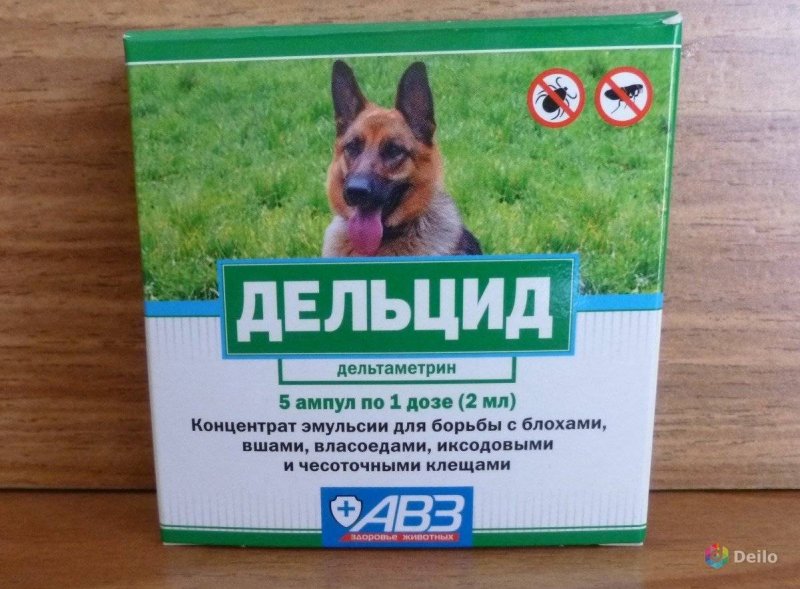 ДЕЛЬЦИД
дельтаметрин
5 ампул по 1 дозе (2 мл)
Концентрат эмульсии для борьбы с блохами,
вшами, власоедами, иксодовыми
и чесоточными клещами
АВЗ
здоровье животных
Deilo